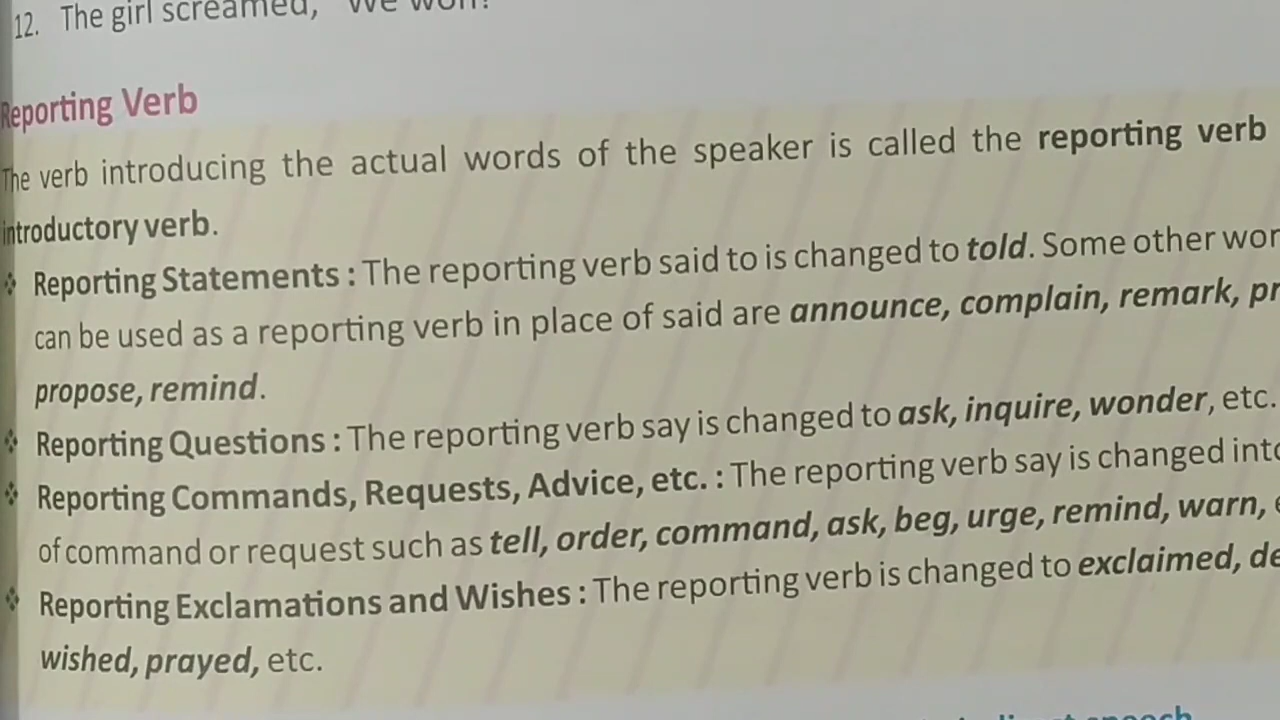 12. The girl screamed, "We won!
Reporting Verb
The verb introducing the actual words of the speaker is called the reporting verb
introductory verb.
❖ Reporting Statements : The reporting verb said to is changed to told. Some other wor
can be used as a reporting verb in place of said are announce, complain, remark, pr
propose, remind.
❖ Reporting Questions : The reporting verb say is changed to ask, inquire, wonder, etc.
❖ Reporting Commands, Requests, Advice, etc. : The reporting verb say is changed into
of command or request such as tell, order, command, ask, beg, urge, remind, warn,
❖ Reporting Exclamations and Wishes : The reporting verb is changed to exclaimed, de
wished, prayed, etc.
speech